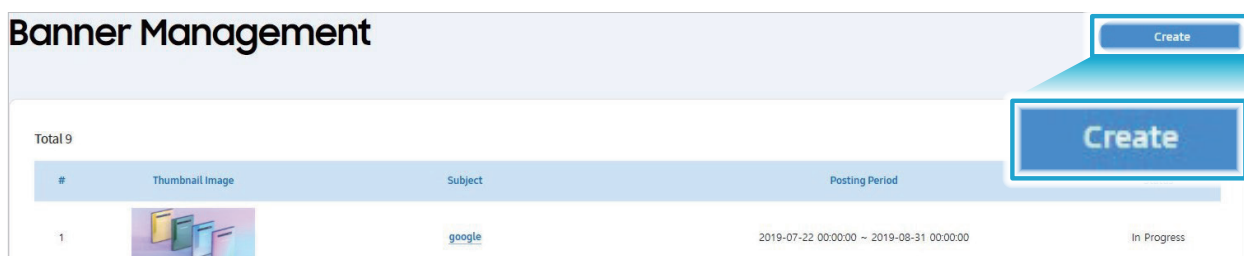 Banner Management
Create
Create
Total 9
# Thumbnail Image Subject Posting Period
1 google 2019-07-22 00:00:00 ~ 2019-08-31 00:00:00 In Progress